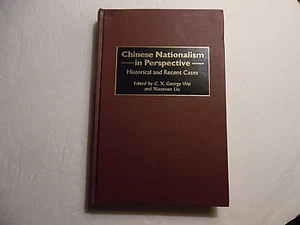 Chinese Nationalism
in Perspective
Historical and Recent Cases
Edited by C. X. George Wei
and Xiaoyuan Liu